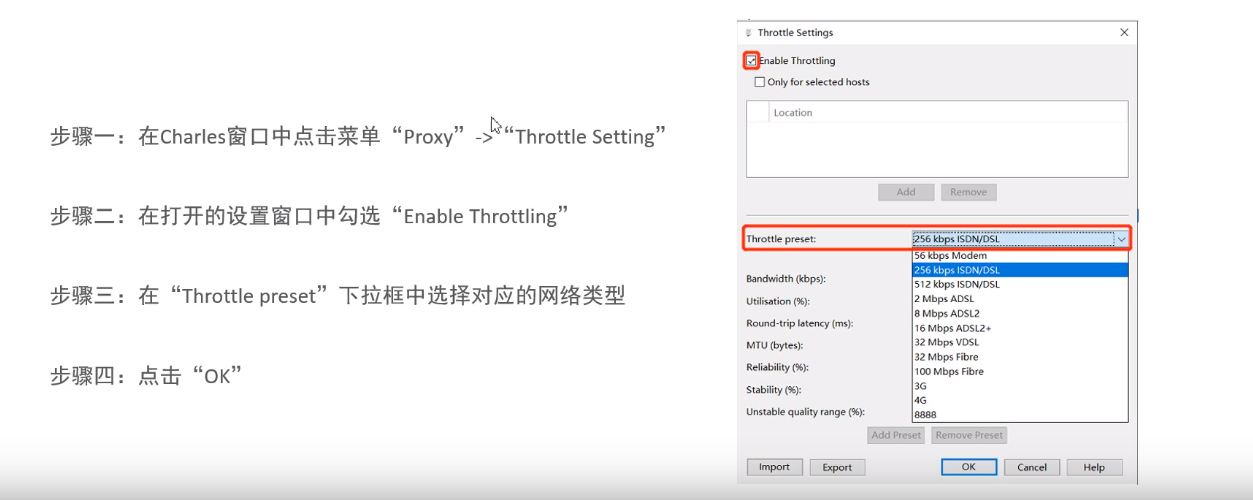 步骤一：在Charles窗口中点击菜单“Proxy”->“Throttle Setting”
步骤二：在打开的设置窗口中勾选“Enable Throttling”
步骤三：在“Throttle preset”下拉框中选择对应的网络类型
步骤四：点击“OK”
Throttle Settings
Enable Throttling
Only for selected hosts
Location
Add
Remove
Throttle preset:
256 kbps ISDN/DSL
56 kbps Modem
256 kbps ISDN/DSL
512 kbps ISDN/DSL
2 Mbps ADSL
8 Mbps ADSL2
16 Mbps ADSL2+
32 Mbps VDSL
32 Mbps Fibre
100 Mbps Fibre
3G
4G
8888
Bandwidth (kbps):
Utilisation (%):
Round-trip latency (ms):
MTU (bytes):
Reliability (%):
Stability (%):
Unstable quality range (%):
Add Preset
Remove Preset
Import
Export
OK
Cancel
Help